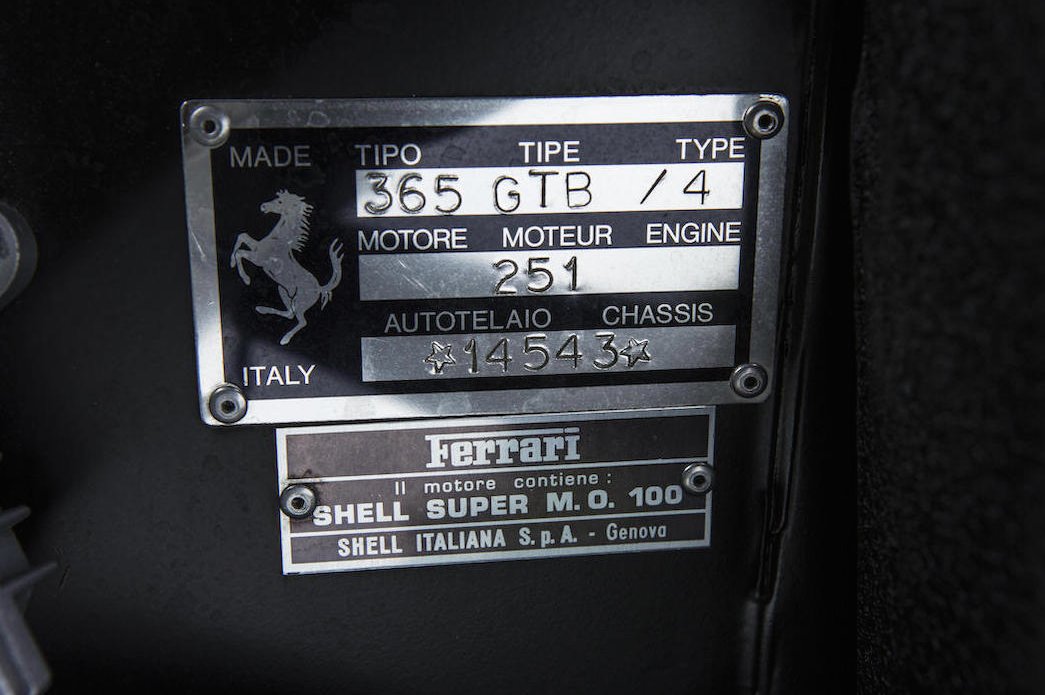 MADE TIPO TIPE TYPE
365 GTB /4
MOTORE MOTEUR ENGINE
251
AUTOTELAIO CHASSIS
☆14543☆
ITALY
Ferrari
Il motore contiene:
SHELL SUPER M.O. 100
SHELL ITALIANA S.p.A. - Genova